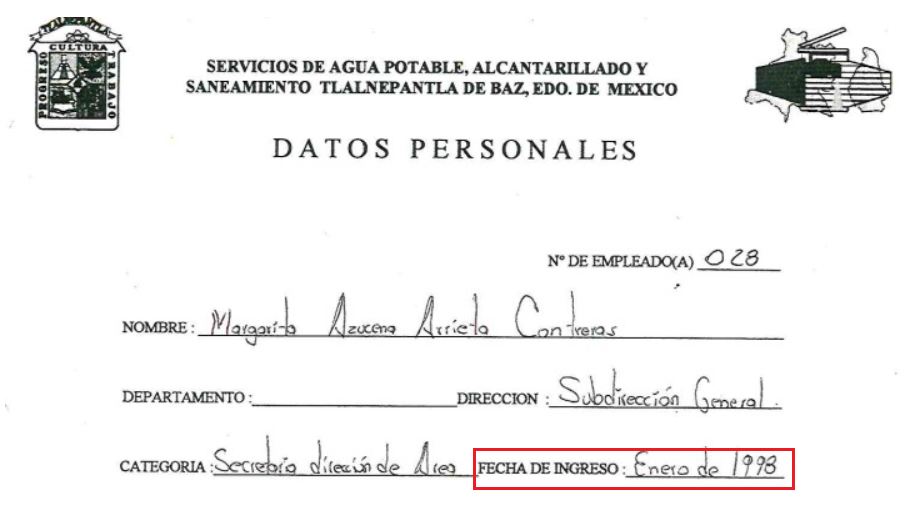 TLALNEPANTLA
CULTURA
PROGRESO
TRABAJO
SERVICIOS DE AGUA POTABLE, ALCANTARILLADO Y
SANEAMIENTO TLALNEPANTLA DE BAZ, EDO. DE MEXICO
DATOS PERSONALES
N° DE EMPLEADO(A) 028
NOMBRE: Margarita Azucena Arrieta Contreras
DEPARTAMENTO: DIRECCION: Subdirección General.
CATEGORIA: Secretaria dirección de Area FECHA DE INGRESO: Enero de 1998